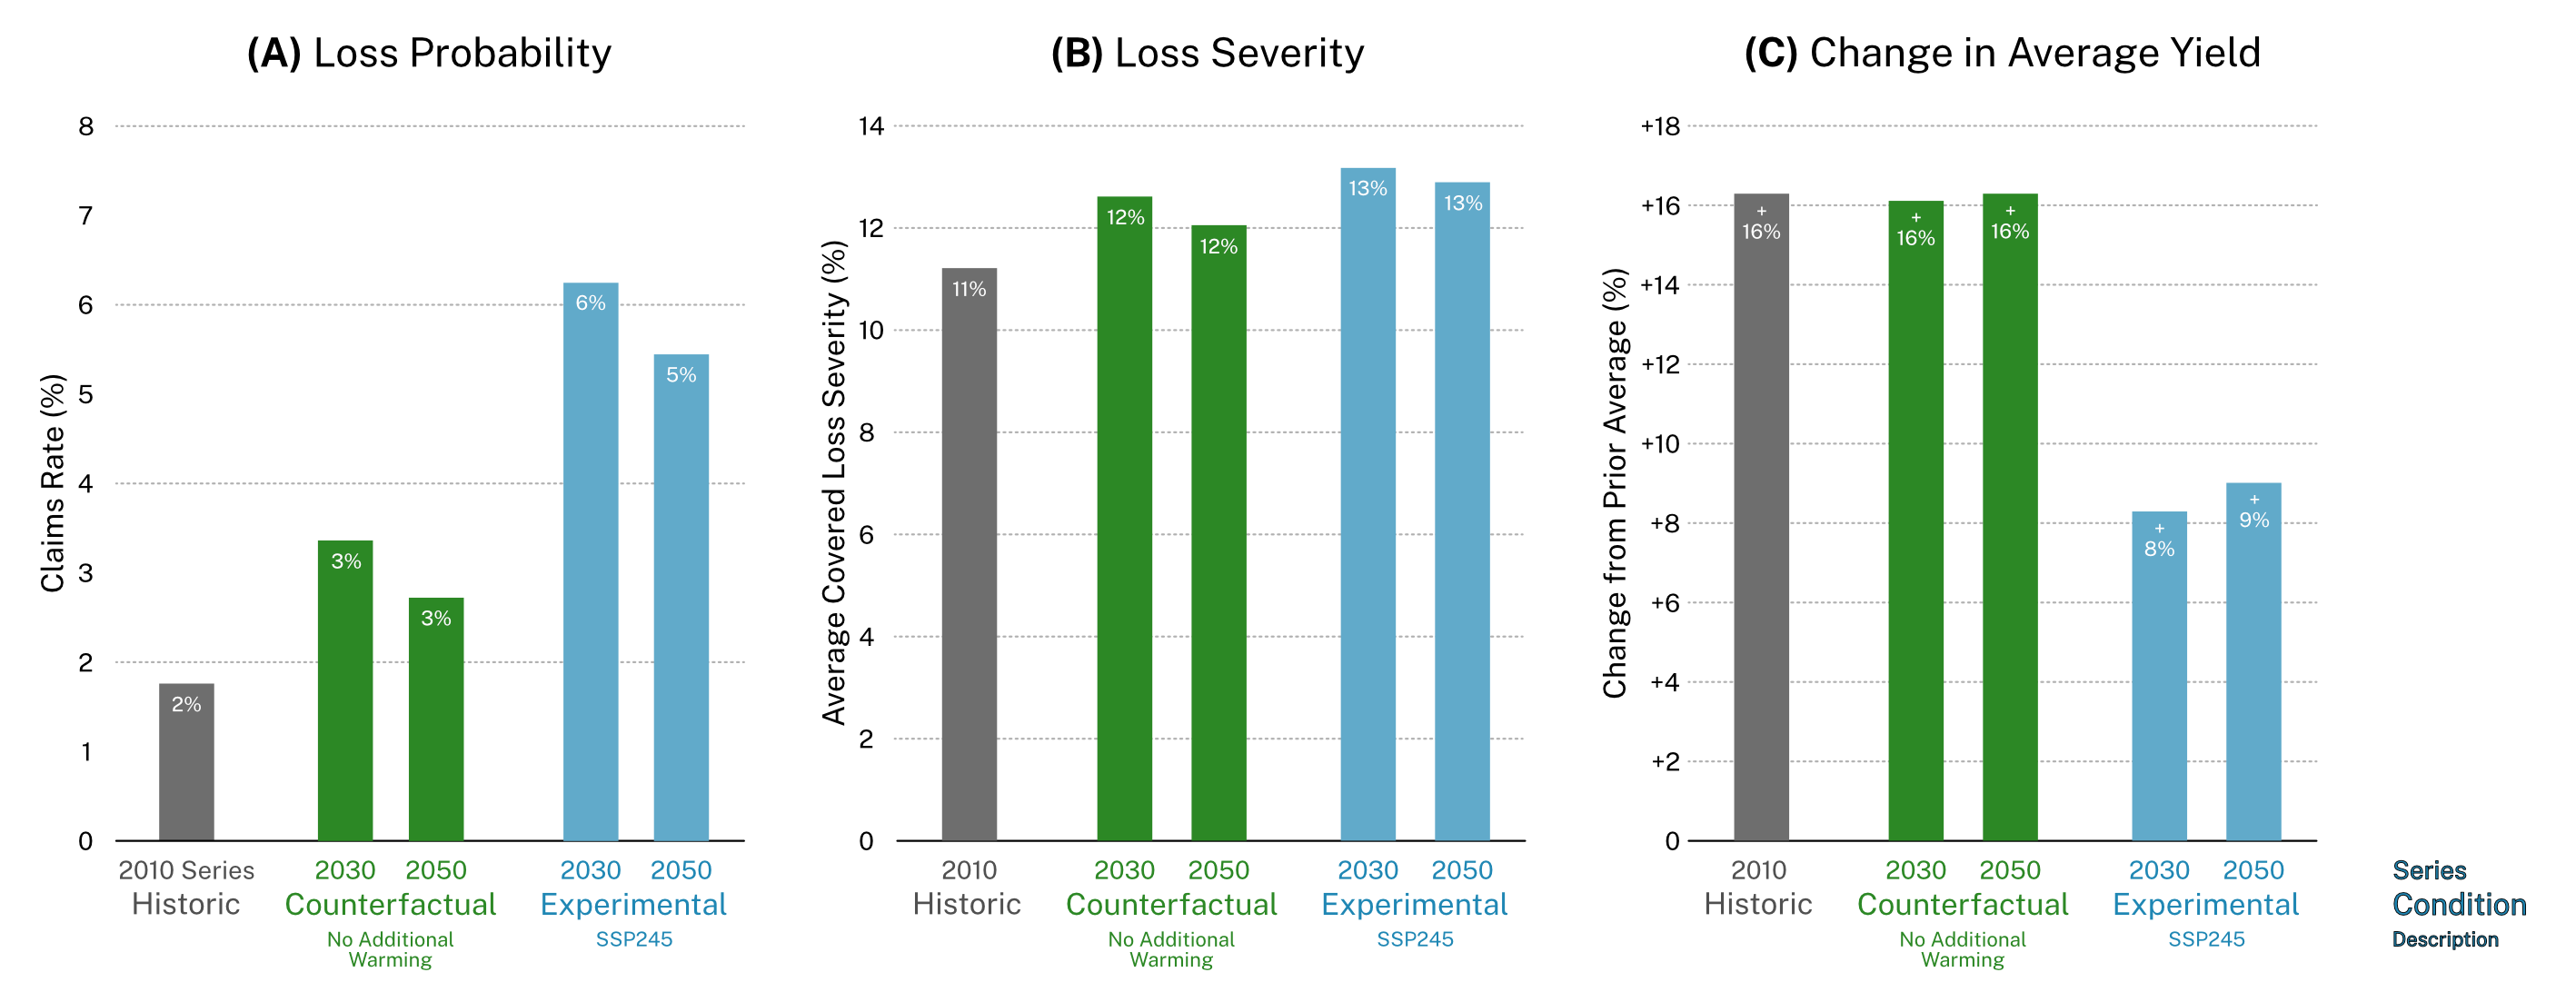 (A) Loss Probability
Claims Rate (%)
8
7
6
5
4
3
2
1
0
2%
3%
3%
6%
5%
2010 Series
2030
2050
2030
2050
Historic
Counterfactual
Experimental
No Additional
Warming
SSP245
(B) Loss Severity
Average Covered Loss Severity (%)
14
12
10
8
6
4
2
0
11%
12%
12%
13%
13%
2010
2030
2050
2030
2050
Historic
Counterfactual
Experimental
No Additional
Warming
SSP245
(C) Change in Average Yield
Change from Prior Average (%)
+18
+16
+14
+12
+10
+8
+6
+4
+2
0
+
16%
+
16%
+
16%
+
8%
+
9%
2010
2030
2050
2030
2050
Historic
Counterfactual
Experimental
No Additional
Warming
SSP245
Series
Condition
Description